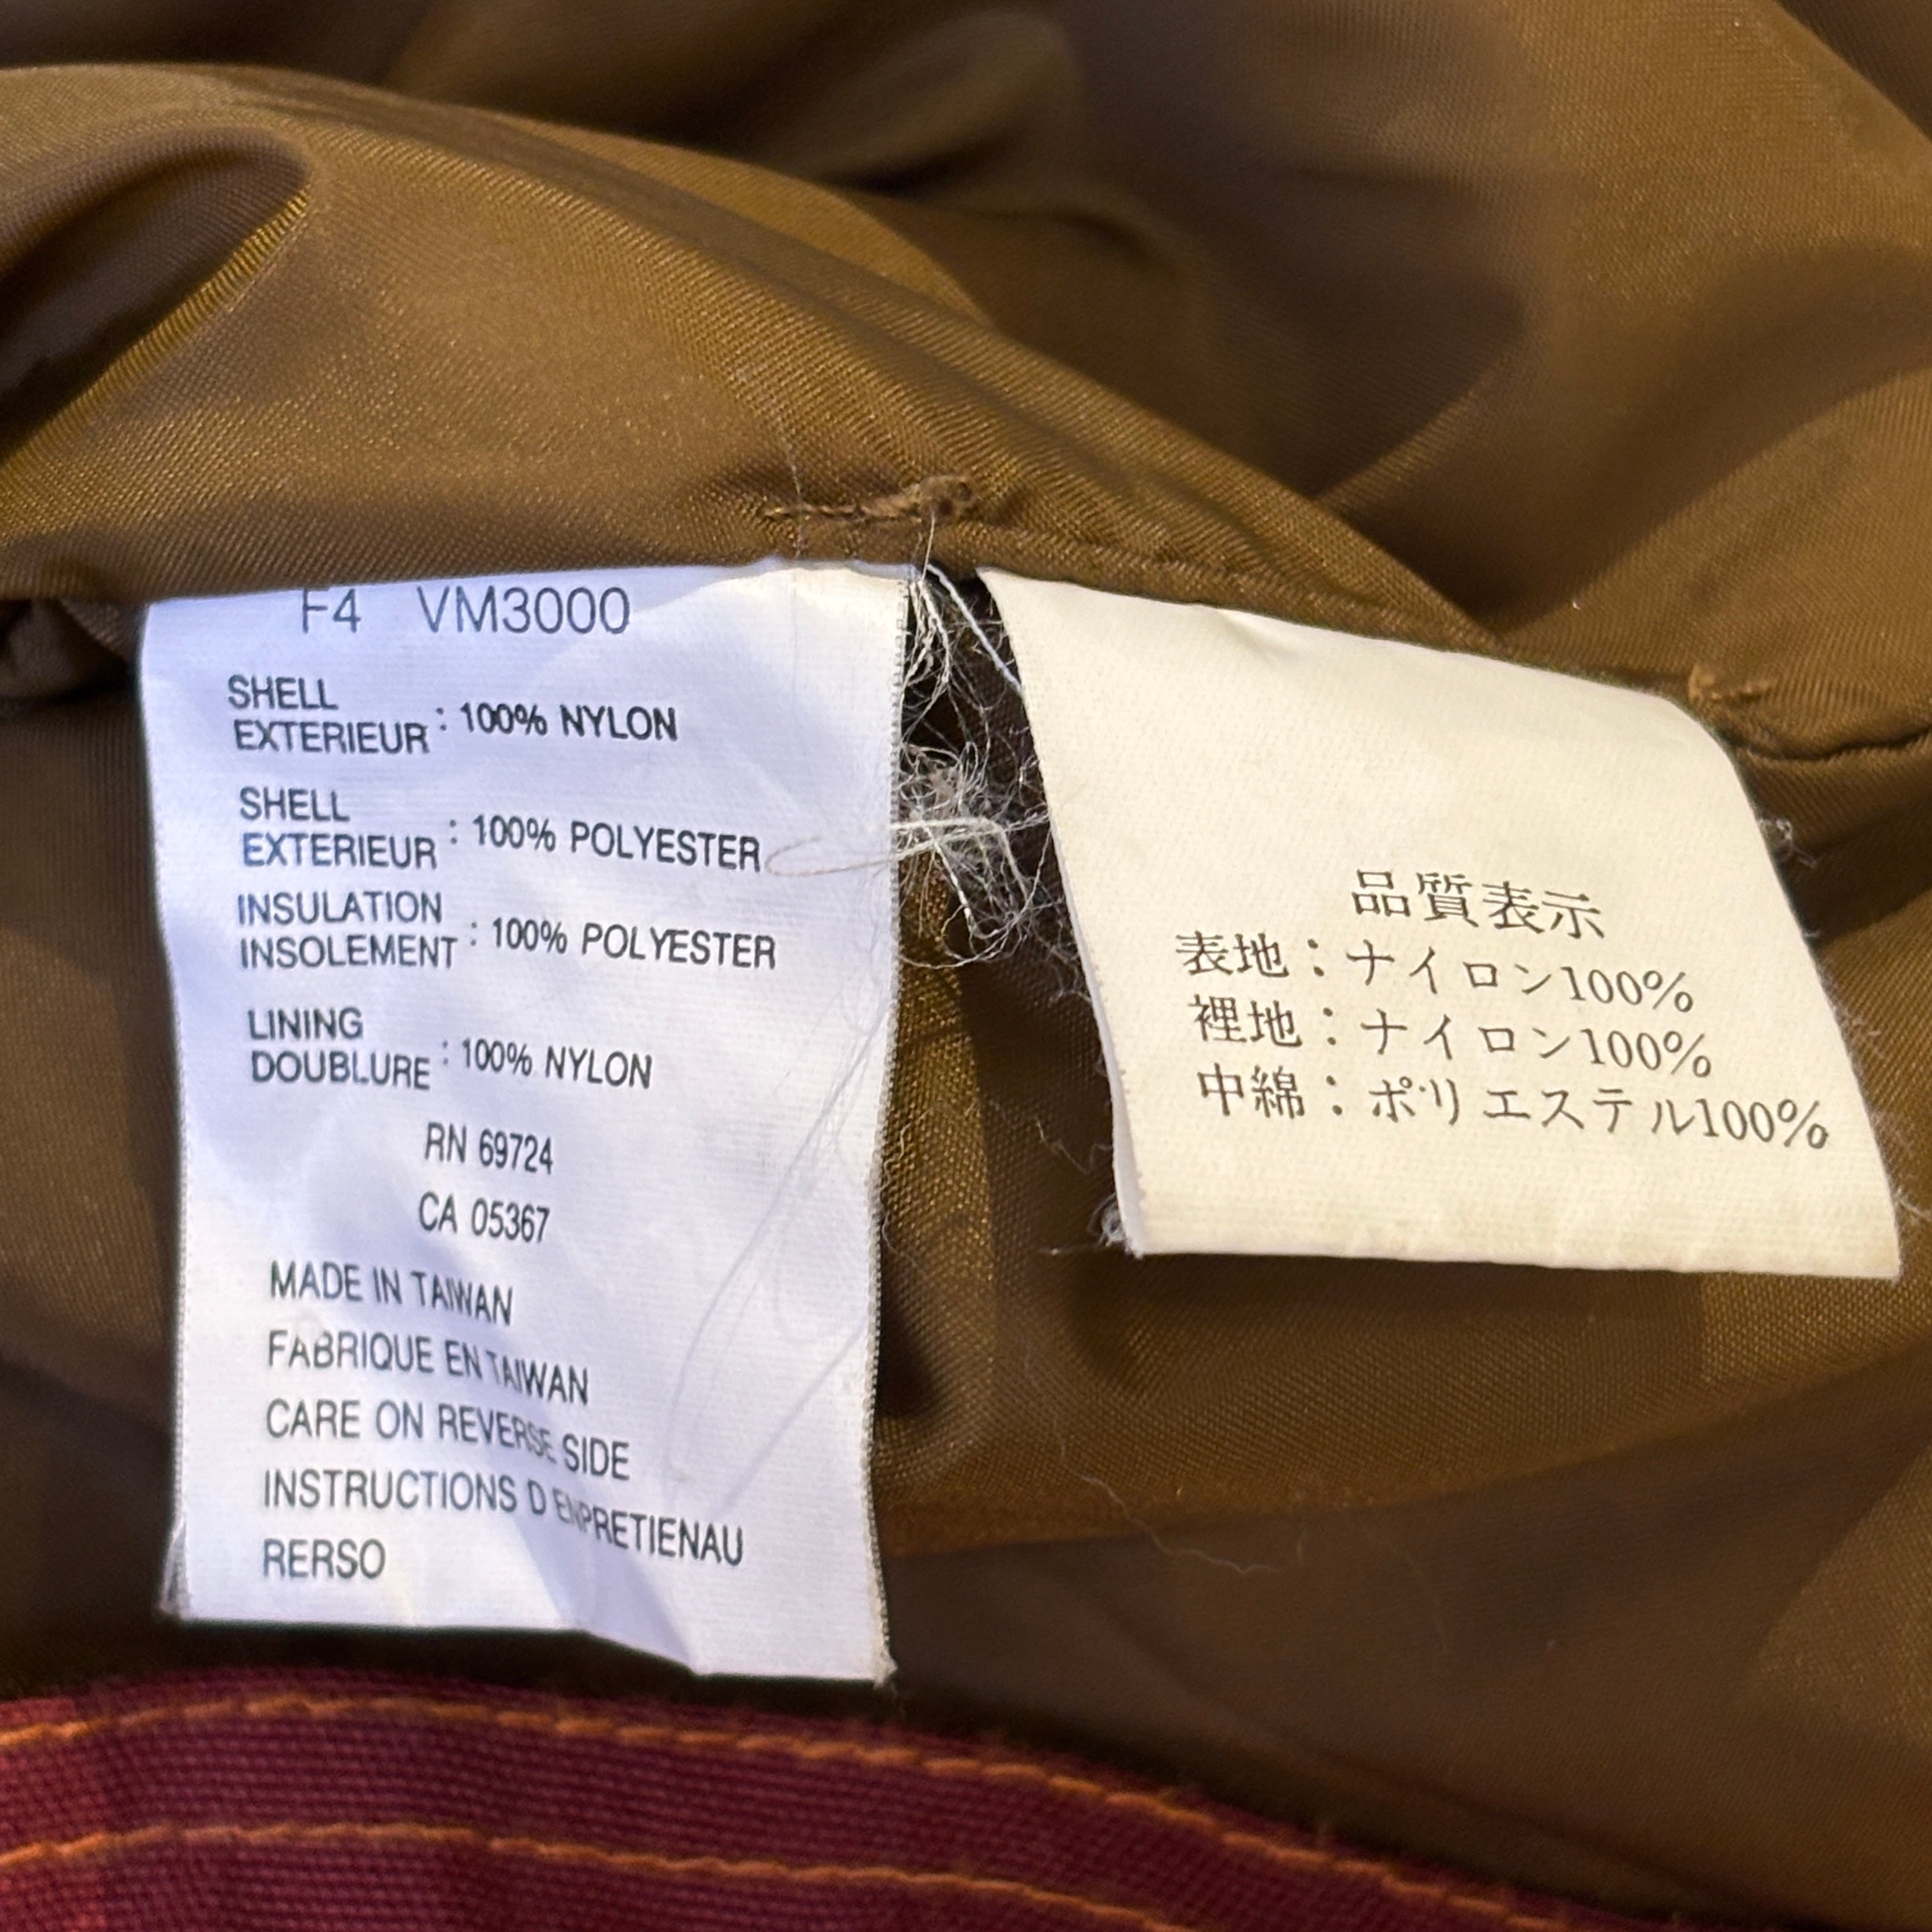 F4 VM3000
SHELL
EXTERIEUR : 100% NYLON
SHELL
EXTERIEUR : 100% POLYESTER
INSULATION
INSOLEMENT : 100% POLYESTER
LINING
DOUBLURE : 100% NYLON
RN 69724
CA 05367
MADE IN TAIWAN
FABRIQUE EN TAIWAN
CARE ON REVERSE SIDE
INSTRUCTIONS D ENPRETIENAU
RERSO
品質表示
表地：ナイロン100%
裡地：ナイロン100%
中綿：ポリエステル100%